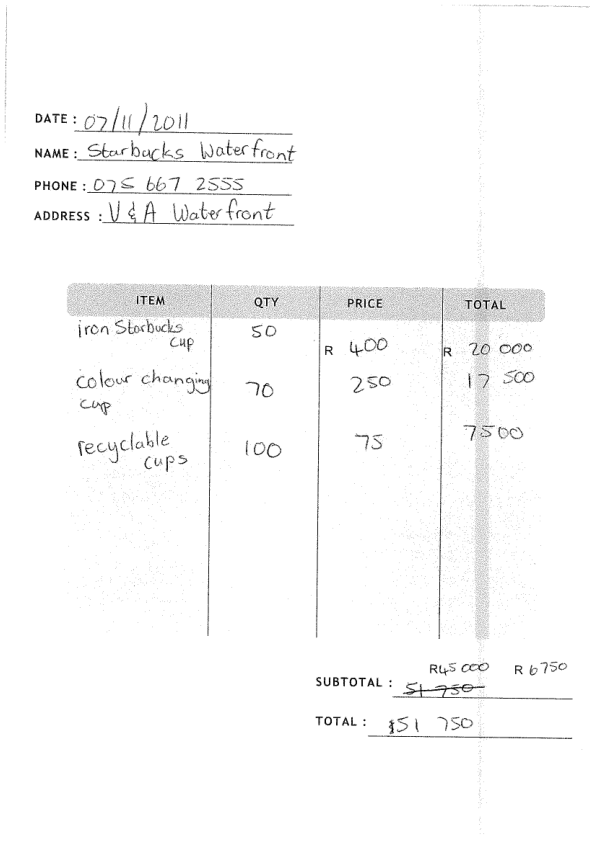 DATE : 07/11/2011
NAME : Starbucks Waterfront
PHONE : 075 667 2555
ADDRESS : V & A Waterfront
ITEM QTY PRICE TOTAL
iron Starbucks 50
cup R 400 R 20 000
colour changing 70 250 17 500
cup
recyclable 100 75 7500
cups
R45 000 R 6750
SUBTOTAL : 51 750
TOTAL : $51 750